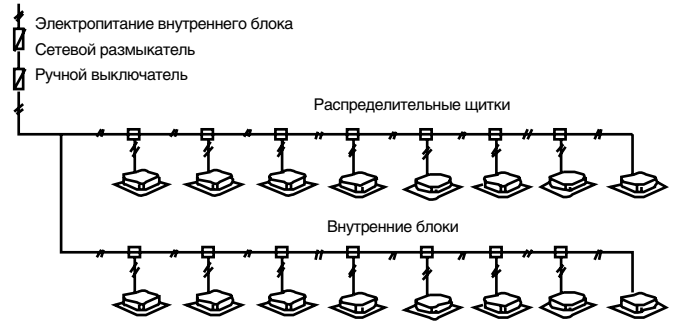 Электропитание внутреннего блока
Сетевой размыкатель
Ручной выключатель
Распределительные щитки
Внутренние блоки